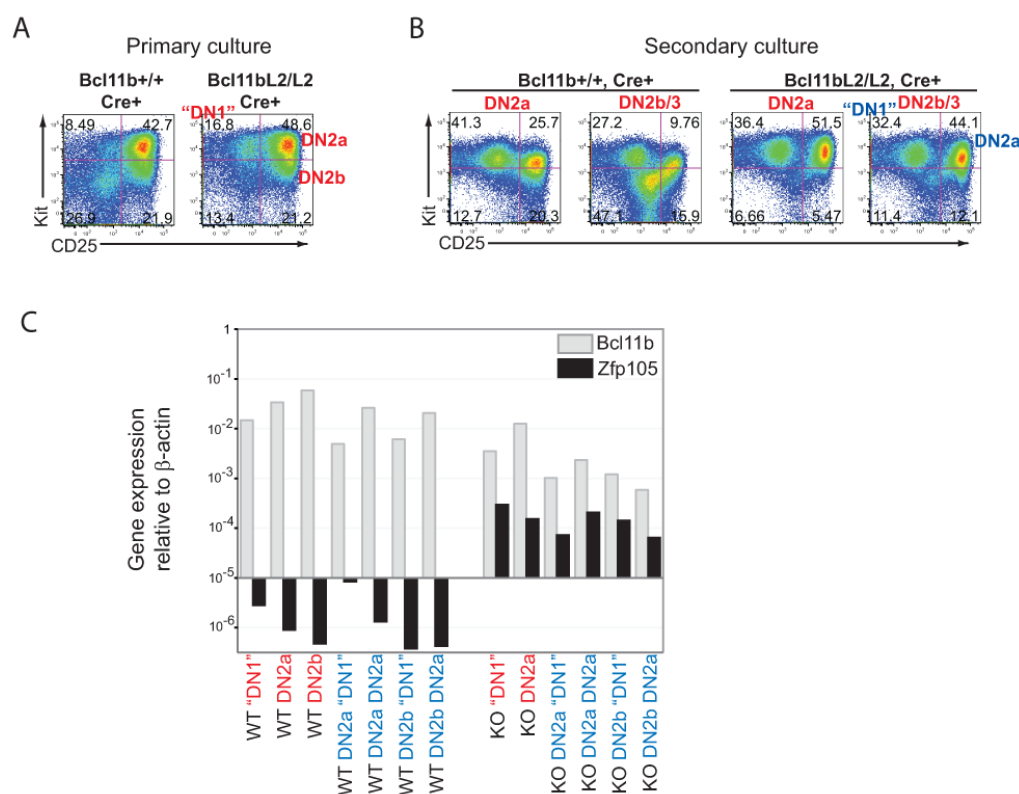 A
Primary culture
Bcl11b+/+
Cre+
Bcl11bL2/L2
Cre+
"DN1"
8.49 42.7
26.9 21.9
16.8 48.6
13.4 21.2
DN2a
DN2b
Kit
CD25
B
Secondary culture
Bcl11b+/+, Cre+
Bcl11bL2/L2, Cre+
DN2a
DN2b/3
DN2a
"DN1"
DN2b/3
41.3 25.7
12.7 20.3
27.2 9.76
47.1 15.9
36.4 51.5
6.66 5.47
32.4 44.1
11.4 12.1
DN2a
Kit
CD25
C
Gene expression
relative to β-actin
1
10-1
10-2
10-3
10-4
10-5
10-6
Bcl11b
Zfp105
WT "DN1"
WT DN2a
WT DN2b
WT DN2a "DN1"
WT DN2a DN2a
WT DN2b "DN1"
WT DN2b DN2a
KO "DN1"
KO DN2a
KO DN2a "DN1"
KO DN2a DN2a
KO DN2b "DN1"
KO DN2b DN2a